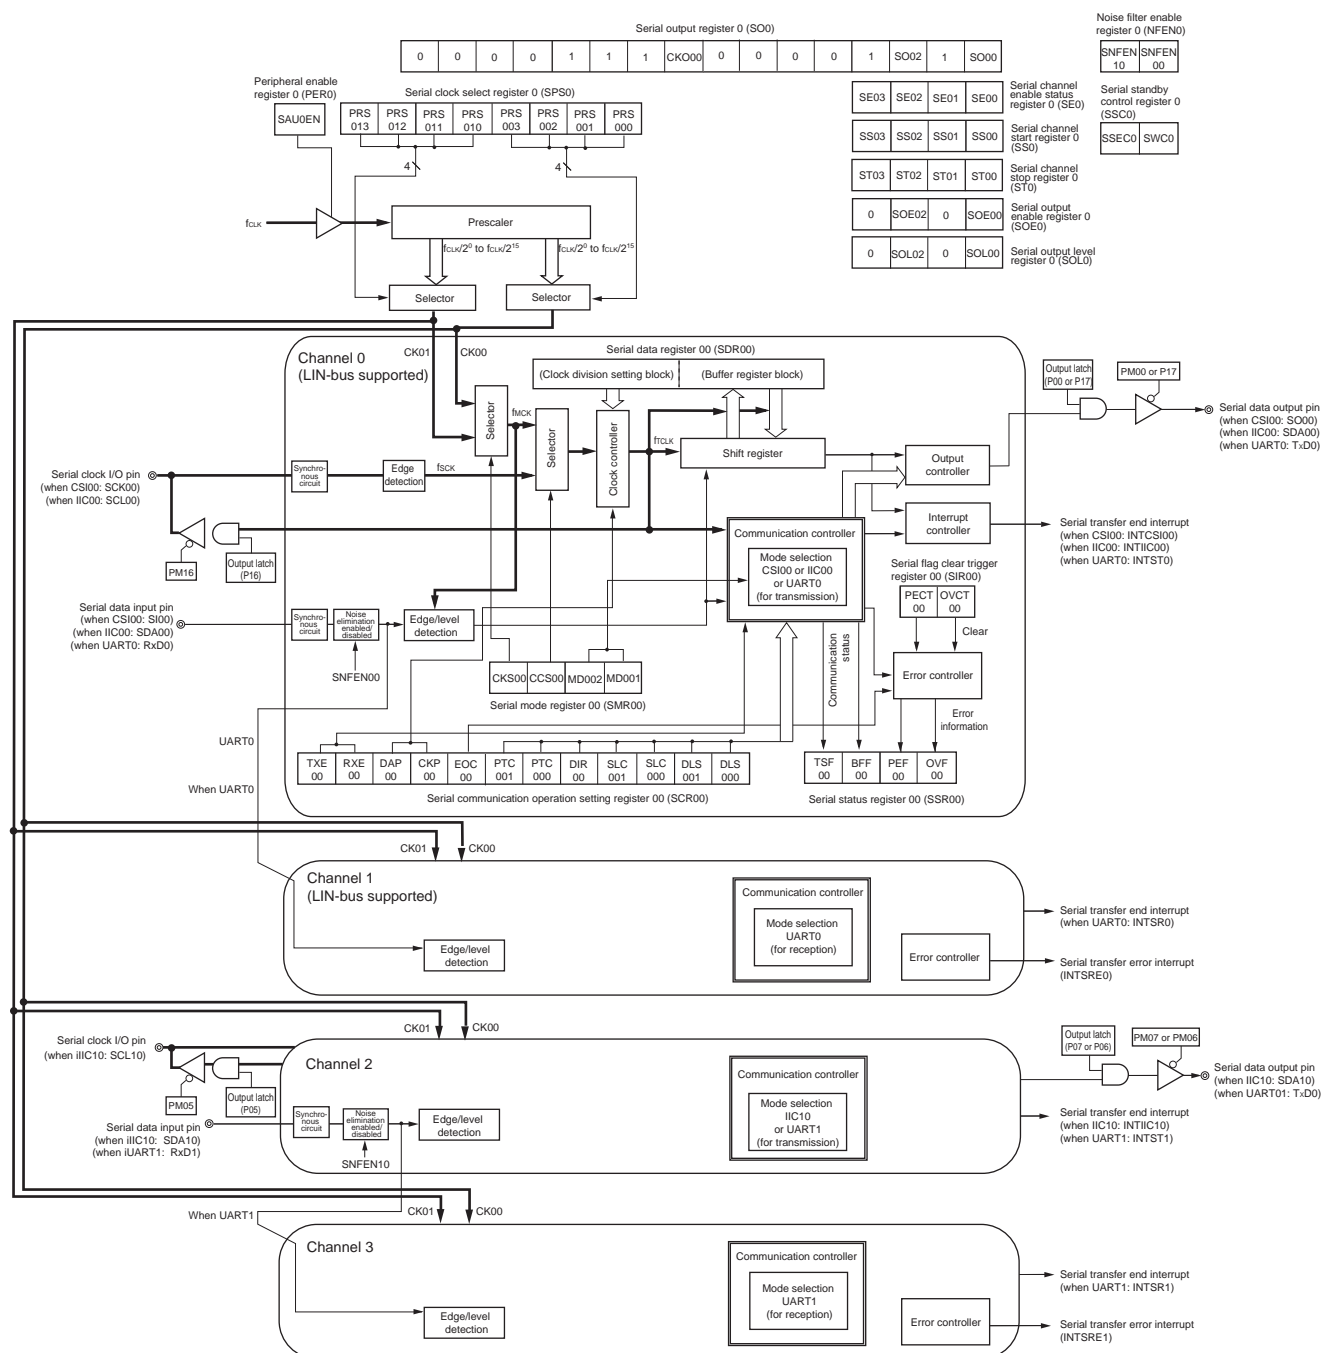 Serial output register 0 (SO0)
0 0 0 0 1 1 1 CKO00 0 0 0 0 1 SO02 1 SO00
Noise filter enable
register 0 (NFEN0)
SNFEN SNFEN
10 00
Peripheral enable
register 0 (PER0)
SAU0EN
Serial clock select register 0 (SPS0)
PRS PRS PRS PRS PRS PRS PRS PRS
013 012 011 010 003 002 001 000
4 4
SE03 SE02 SE01 SE00
Serial channel
enable status
register 0 (SE0)
SS03 SS02 SS01 SS00
Serial channel
start register 0
(SS0)
ST03 ST02 ST01 ST00
Serial channel
stop register 0
(ST0)
0 SOE02 0 SOE00
Serial output
enable register 0
(SOE0)
0 SOL02 0 SOL00
Serial output level
register 0 (SOL0)
Serial standby
control register 0
(SSC0)
SSEC0 SWC0
fCLK
Prescaler
fCLK/2⁰ to fCLK/2¹⁵ fCLK/2⁰ to fCLK/2¹⁵
Selector Selector
Channel 0
(LIN-bus supported)
CK01 CK00
Serial data register 00 (SDR00)
(Clock division setting block) (Buffer register block)
Selector
fMCK
Selector
Clock controller
fTCLK
Shift register
Output
controller
Interrupt
controller
Output latch
(P00 or P17)
PM00 or P17
Serial data output pin
(when CSI00: SO00)
(when IIC00: SDA00)
(when UART0: TxD0)
Serial clock I/O pin
(when CSI00: SCK00)
(when IIC00: SCL00)
Synchro-
nous
circuit
Edge
detection
fSCK
PM16
Output latch
(P16)
Communication controller
Mode selection
CSI00 or IIC00
or UART0
(for transmission)
Serial transfer end interrupt
(when CSI00: INTCSI00)
(when IIC00: INTIIC00)
(when UART0: INTST0)
Serial flag clear trigger
register 00 (SIR00)
PECT OVCT
00 00
Clear
Error controller
Error
information
Communication
status
Serial data input pin
(when CSI00: SI00)
(when IIC00: SDA00)
(when UART0: RxD0)
Synchro-
nous
circuit
Noise
elimination
enabled/
disabled
SNFEN00
Edge/level
detection
CKS00 CCS00 MD002 MD001
Serial mode register 00 (SMR00)
UART0
When UART0
TXE RXE DAP CKP EOC PTC PTC DIR SLC SLC DLS DLS
00 00 00 00 00 001 000 00 001 000 001 000
Serial communication operation setting register 00 (SCR00)
TSF BFF PEF OVF
00 00 00 00
Serial status register 00 (SSR00)
CK01 CK00
Channel 1
(LIN-bus supported)
Edge/level
detection
Communication controller
Mode selection
UART0
(for reception)
Error controller
Serial transfer end interrupt
(when UART0: INTSR0)
Serial transfer error interrupt
(INTSRE0)
CK01 CK00
Serial clock I/O pin
(when iIIC10: SCL10)
PM05
Output latch
(P05)
Channel 2
Serial data input pin
(when iIIC10: SDA10)
(when iUART1: RxD1)
Synchro-
nous
circuit
Noise
elimination
enabled/
disabled
SNFEN10
Edge/level
detection
Communication controller
Mode selection
IIC10
or UART1
(for transmission)
Output latch
(P07 or P06)
PM07 or PM06
Serial data output pin
(when IIC10: SDA10)
(when UART01: TxD0)
Serial transfer end interrupt
(when IIC10: INTIIC10)
(when UART1: INTST1)
When UART1
CK01 CK00
Channel 3
Edge/level
detection
Communication controller
Mode selection
UART1
(for reception)
Error controller
Serial transfer end interrupt
(when UART1: INTSR1)
Serial transfer error interrupt
(INTSRE1)